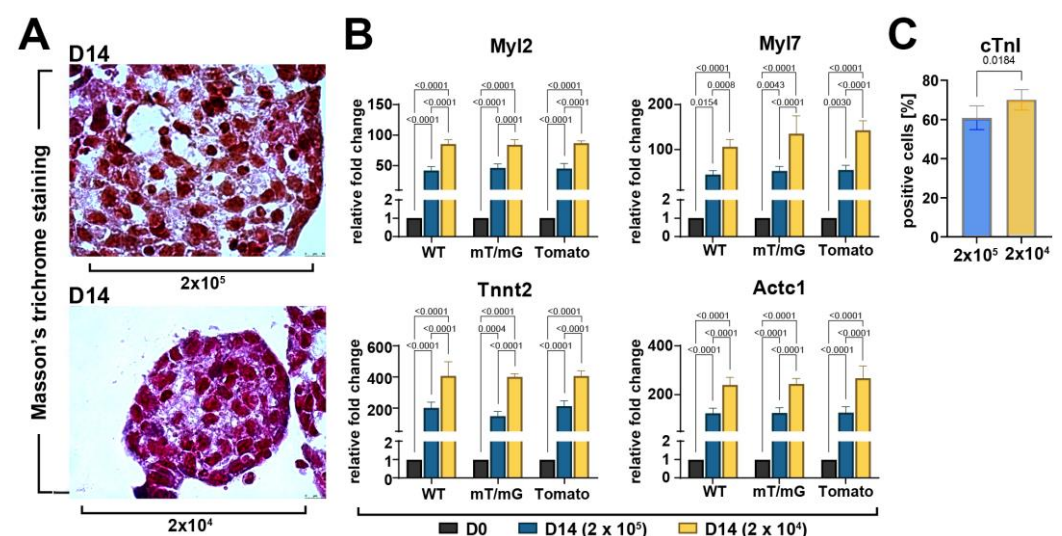 A
D14
Masson's trichrome staining
2x10⁵
D14
2x10⁴
B
Myl2
relative fold change
150
100
50
2
1
0
<0.0001
<0.0001
<0.0001
<0.0001
<0.0001
<0.0001
<0.0001
0.0001
<0.0001
WT
mT/mG
Tomato
Myl7
relative fold change
200
100
2
1
0
<0.0001
<0.0001
<0.0001
0.0008
0.0043
<0.0001
0.0154
<0.0001
0.0030
WT
mT/mG
Tomato
Tnnt2
relative fold change
600
400
200
2
1
0
<0.0001
<0.0001
<0.0001
<0.0001
0.0004
<0.0001
<0.0001
<0.0001
<0.0001
WT
mT/mG
Tomato
Actc1
relative fold change
400
200
2
1
0
<0.0001
<0.0001
<0.0001
<0.0001
<0.0001
<0.0001
<0.0001
<0.0001
<0.0001
WT
mT/mG
Tomato
D0
D14 (2 x 10⁵)
D14 (2 x 10⁴)
C
cTnI
0.0184
positive cells [%]
80
60
40
20
0
2x10⁵
2x10⁴